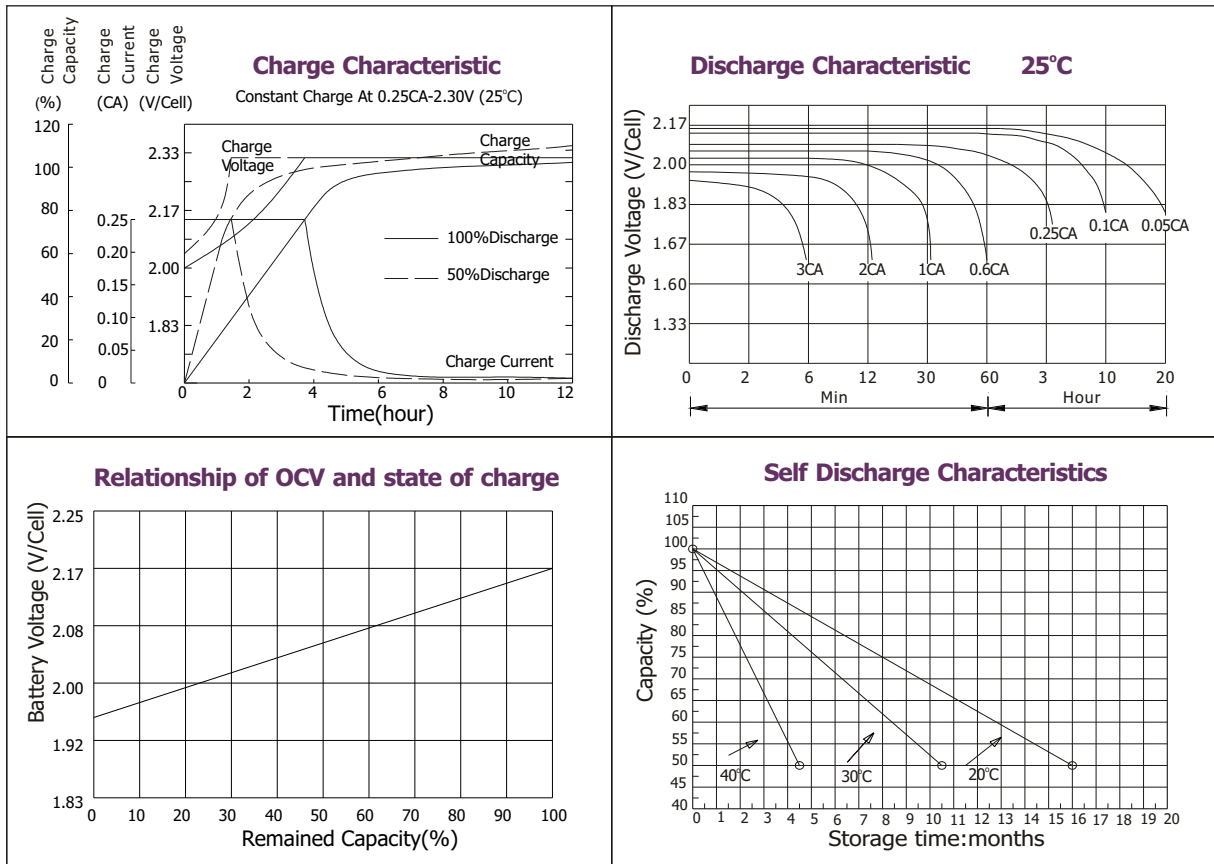 Charge Capacity
Charge Current
Charge Voltage
(%) (CA) (V/Cell)
Charge Characteristic
Constant Charge At 0.25CA-2.30V (25°C)
120
100
80
60
40
20
0
0.25
0.20
0.15
0.10
0.05
0
2.33
2.17
2.00
1.83
Charge Voltage
Charge Capacity
100%Discharge
50%Discharge
Charge Current
0 2 4 6 8 10 12
Time(hour)
Discharge Characteristic 25°C
Discharge Voltage (V/Cell)
2.17
2.00
1.83
1.67
1.60
1.33
3CA 2CA 1CA 0.6CA 0.25CA 0.1CA 0.05CA
0 2 6 12 30 60 3 10 20
Min Hour
Relationship of OCV and state of charge
Battery Voltage (V/Cell)
2.25
2.17
2.08
2.00
1.92
1.83
0 10 20 30 40 50 60 70 80 90 100
Remained Capacity(%)
Self Discharge Characteristics
Capacity (%)
110
105
100
95
90
85
80
75
70
65
60
55
50
45
40
40°C 30°C 20°C
0 1 2 3 4 5 6 7 8 9 10 11 12 13 14 15 16 17 18 19 20
Storage time:months